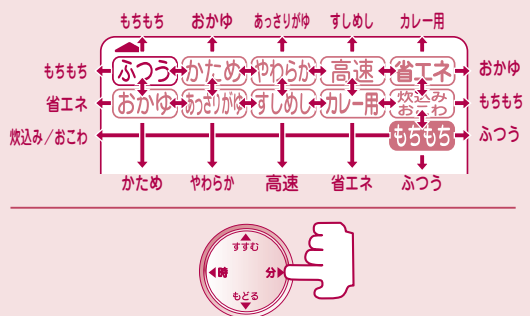 もちもち おかゆ あっさりがゆ すしめし カレー用
もちもち ふつう かため やわらか 高速 省エネ おかゆ
省エネ おかゆ あっさりがゆ すしめし カレー用 炊込み おこわ もちもち
炊込み/おこわ もちもち ふつう
かため やわらか 高速 省エネ ふつう
すすむ
時 分
もどる